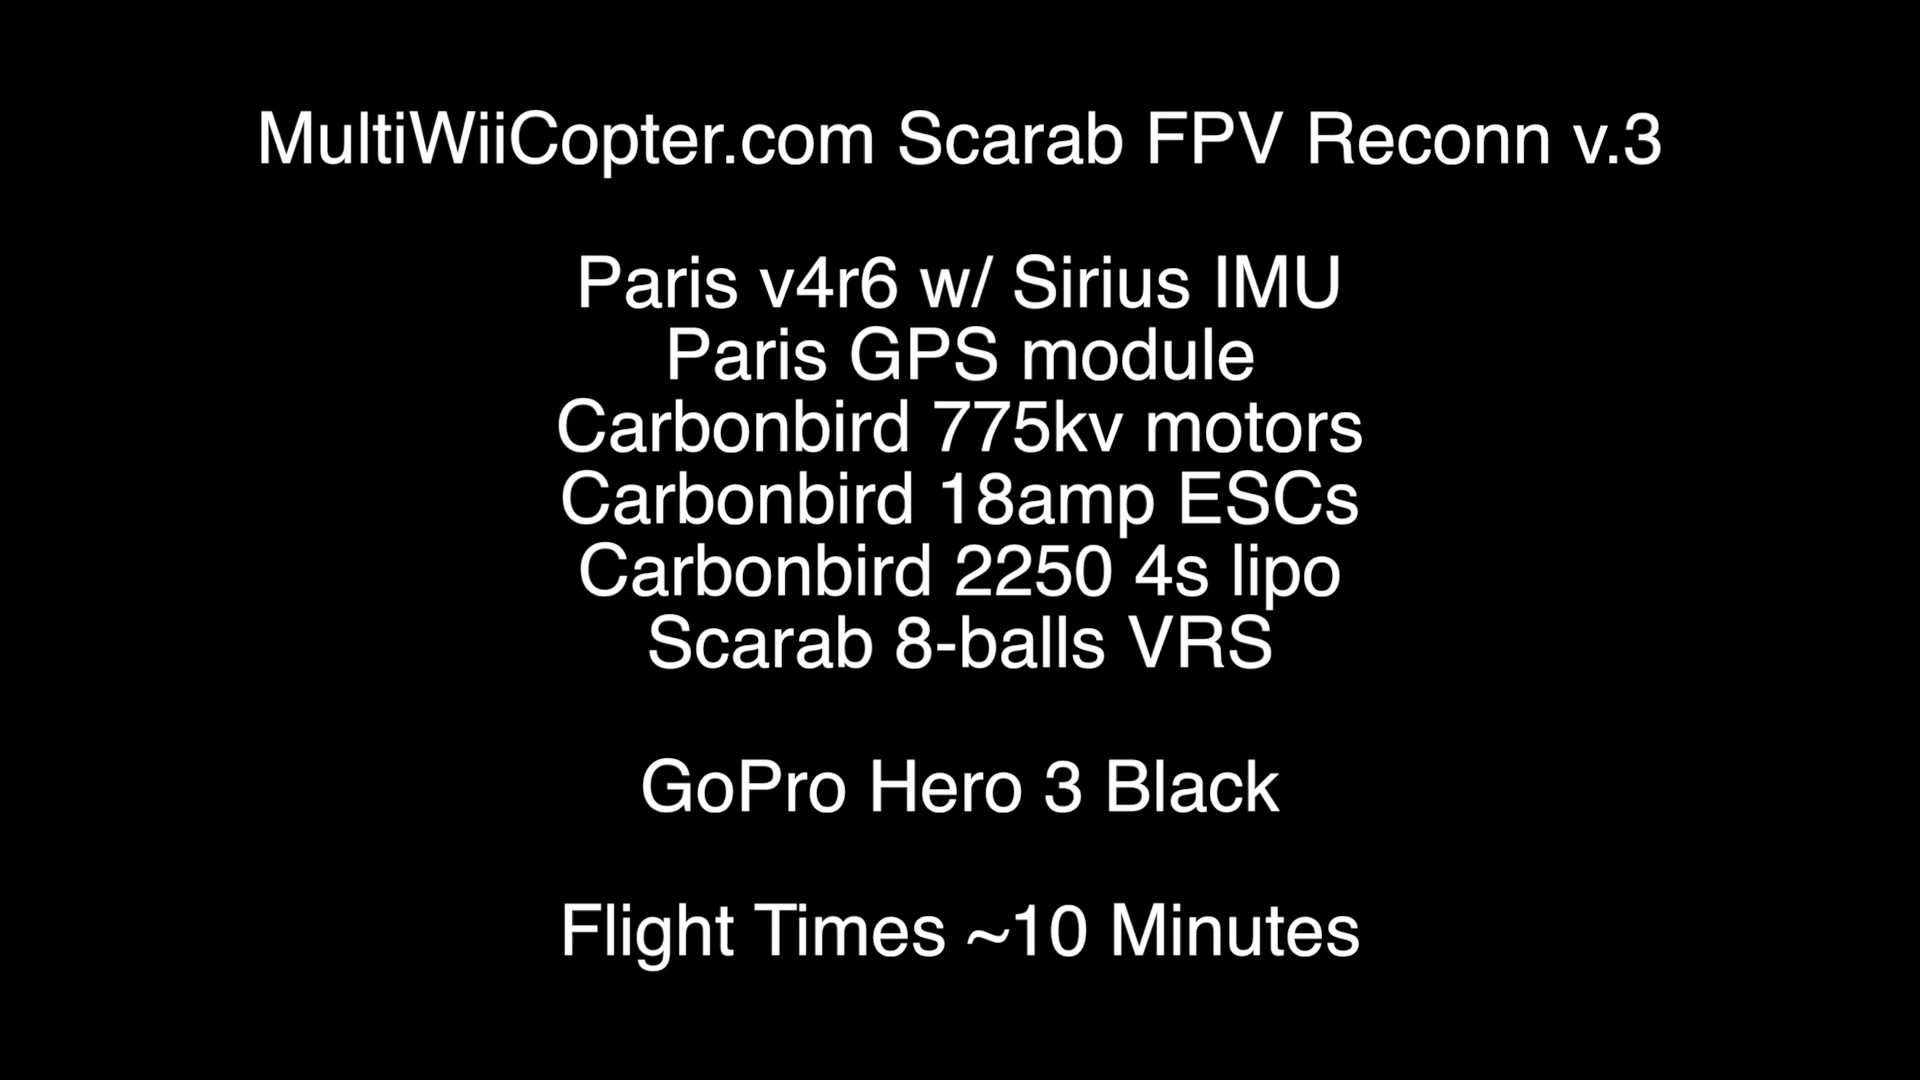 MultiWiiCopter.com Scarab FPV Reconn v.3
Paris v4r6 w/ Sirius IMU
Paris GPS module
Carbonbird 775kv motors
Carbonbird 18amp ESCs
Carbonbird 2250 4s lipo
Scarab 8-balls VRS
GoPro Hero 3 Black
Flight Times ~10 Minutes